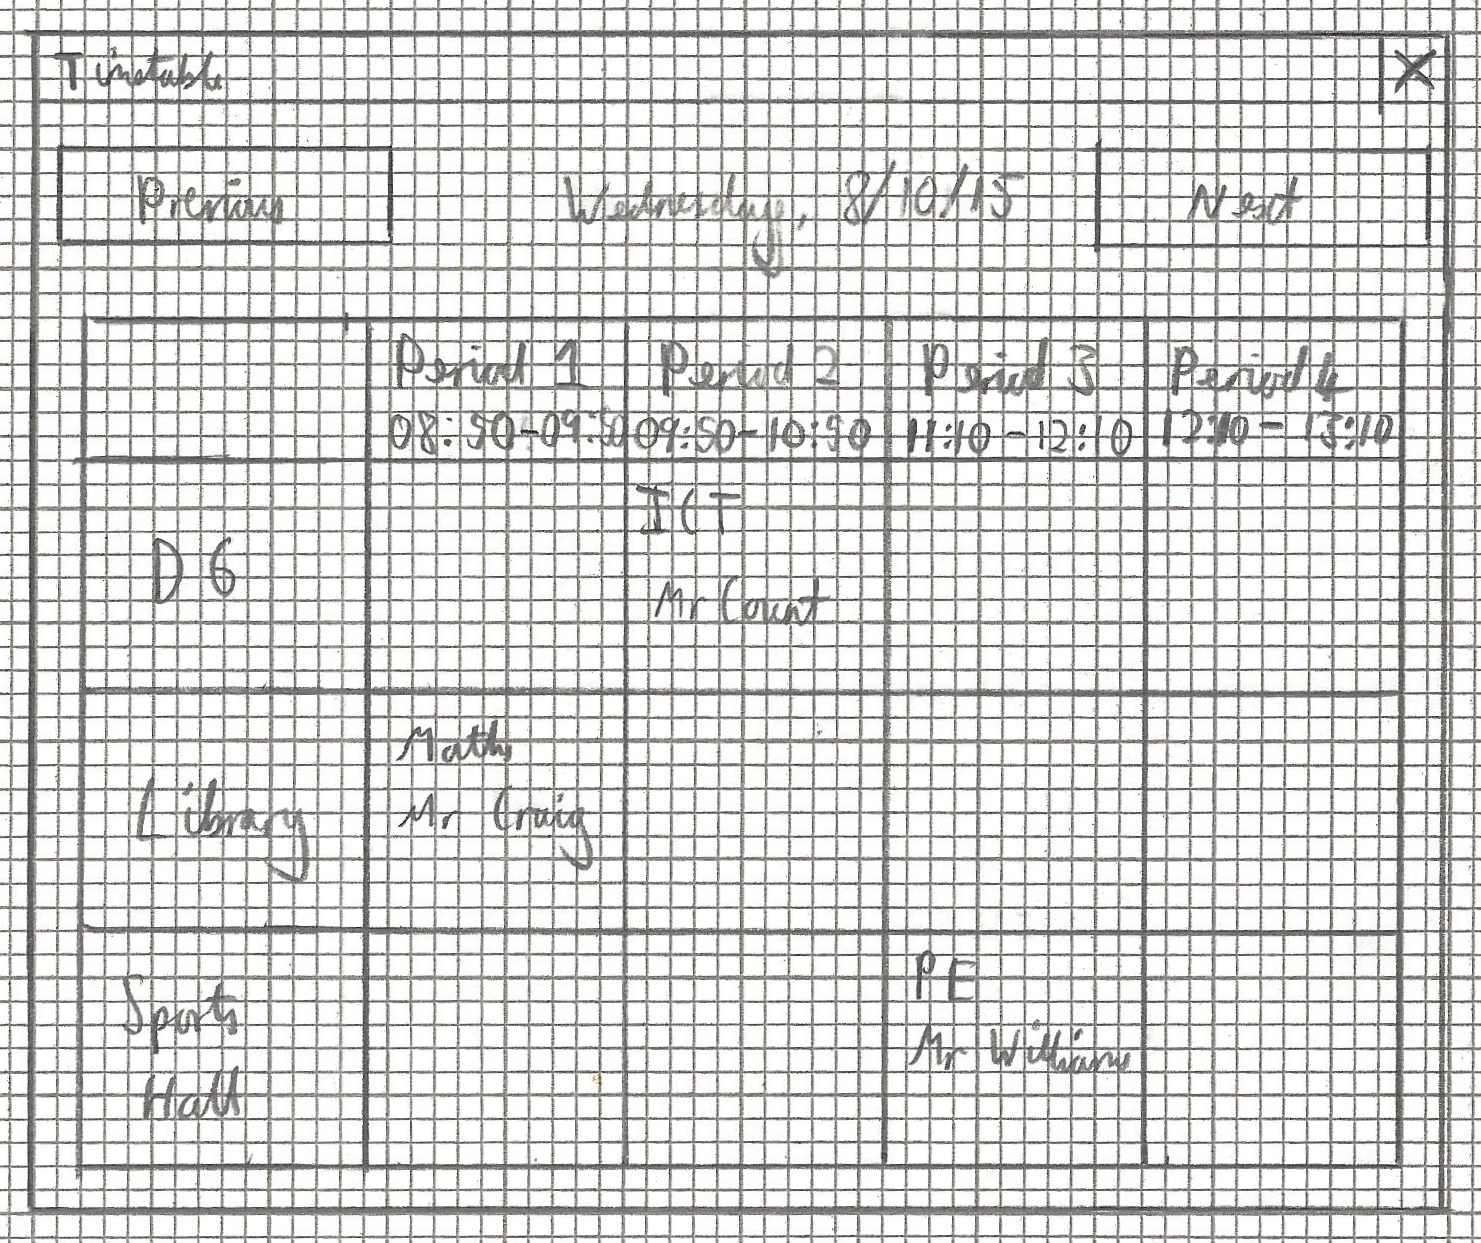 Timetable X
Previous Wednesday, 8/10/15 Next
Period 1 Period 2 Period 3 Period 4
08:50-09:50 09:50-10:50 11:10-12:10 12:10-13:10
ICT
D6
Mr Count
Maths
Library Mr Craig
PE
Sports
Mr Williams
Hall